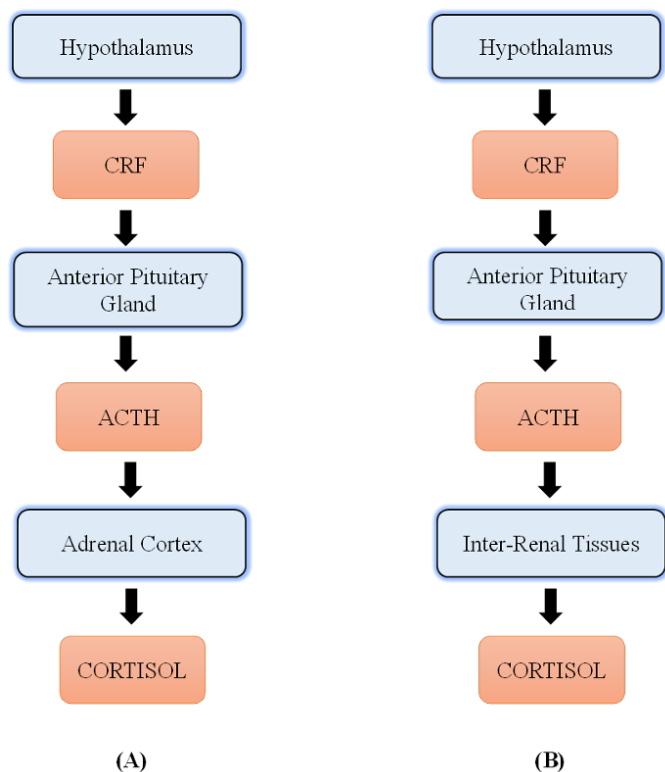 Hypothalamus
CRF
Anterior Pituitary
Gland
ACTH
Adrenal Cortex
CORTISOL
(A)
Hypothalamus
CRF
Anterior Pituitary
Gland
ACTH
Inter-Renal Tissues
CORTISOL
(B)